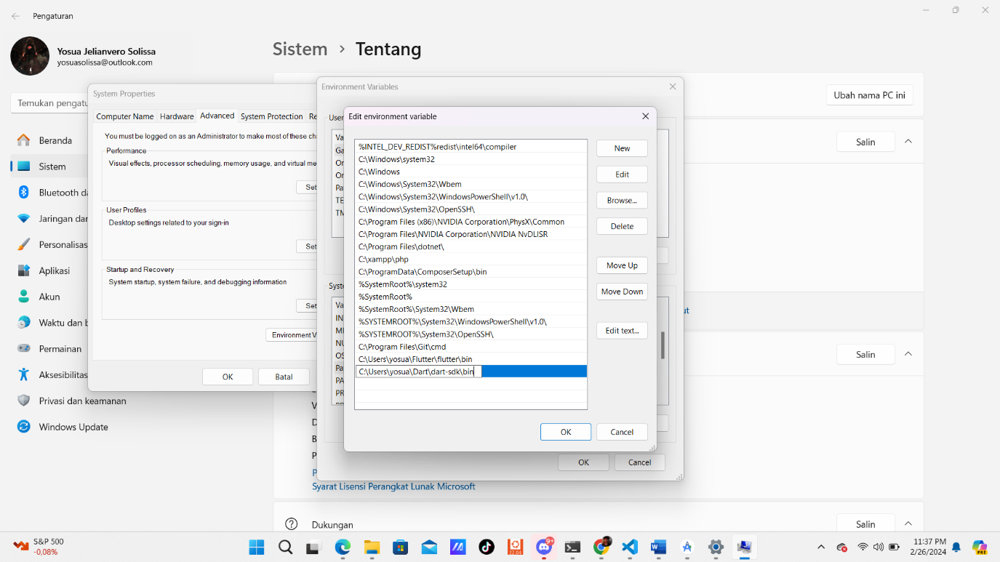 Pengaturan
Yosua Jelianvero Solissa
yosuasolissa@outlook.com
Temukan pengatu
Beranda
Sistem
Bluetooth da
Jaringan dan
Personalisas
Aplikasi
Akun
Waktu dan b
Permainan
Aksesibilitas
Privasi dan keamanan
Windows Update
Sistem › Tentang
Ubah nama PC ini
Salin
ut
Salin
Syarat Lisensi Perangkat Lunak Microsoft
Dukungan
Salin
System Properties
Computer Name
Hardware
Advanced
System Protection
Re
You must be logged on as an Administrator to make most of these cha
Performance
Visual effects, processor scheduling, memory usage, and virtual me
Set
User Profiles
Desktop settings related to your sign-in
Set
Startup and Recovery
System startup, system failure, and debugging information
Set
Environment V
OK
Batal
Environment Variables
User
Va
Ga
On
On
Pa
TE
TM
Syste
Va
IN
MI
NU
OS
Pa
PA
PR
OK
Cancel
Edit environment variable
%INTEL_DEV_REDIST%redist\intel64\compiler
C:\Windows\system32
C:\Windows
C:\Windows\System32\Wbem
C:\Windows\System32\WindowsPowerShell\v1.0\
C:\Windows\System32\OpenSSH\
C:\Program Files (x86)\NVIDIA Corporation\PhysX\Common
C:\Program Files\NVIDIA Corporation\NVIDIA NvDLISR
C:\Program Files\dotnet\
C:\xampp\php
C:\ProgramData\ComposerSetup\bin
%SystemRoot%\system32
%SystemRoot%
%SystemRoot%\System32\Wbem
%SYSTEMROOT%\System32\WindowsPowerShell\v1.0\
%SYSTEMROOT%\System32\OpenSSH\
C:\Program Files\Git\cmd
C:\Users\yosua\Flutter\flutter\bin
C:\Users\yosua\Dart\dart-sdk\bin
New
Edit
Browse...
Delete
Move Up
Move Down
Edit text...
OK
Cancel
S&P 500
-0,08%
22.04
9+
11:37 PM
2/26/2024
PRE